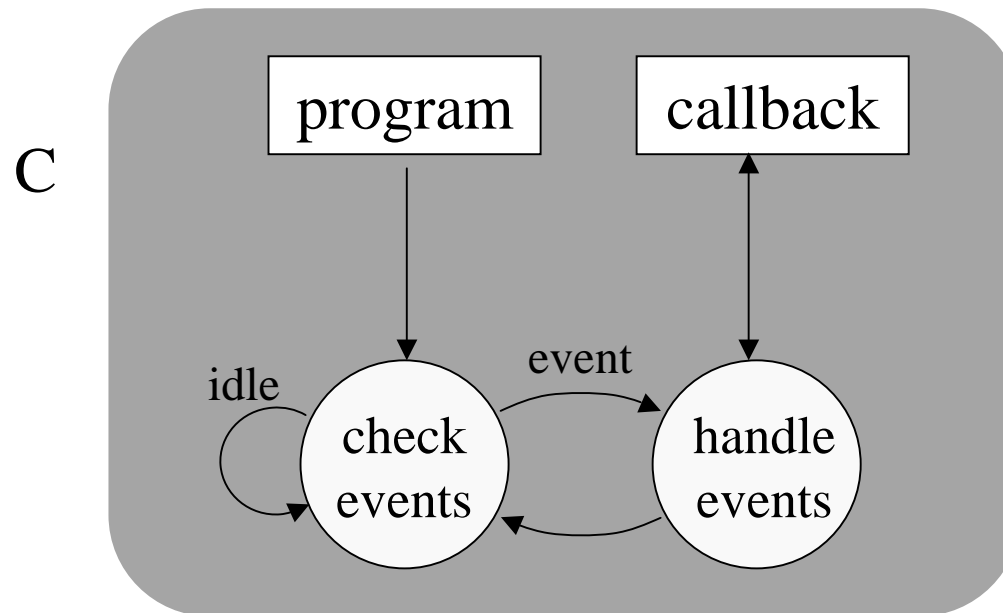 program
callback
C
event
idle
check
events
handle
events